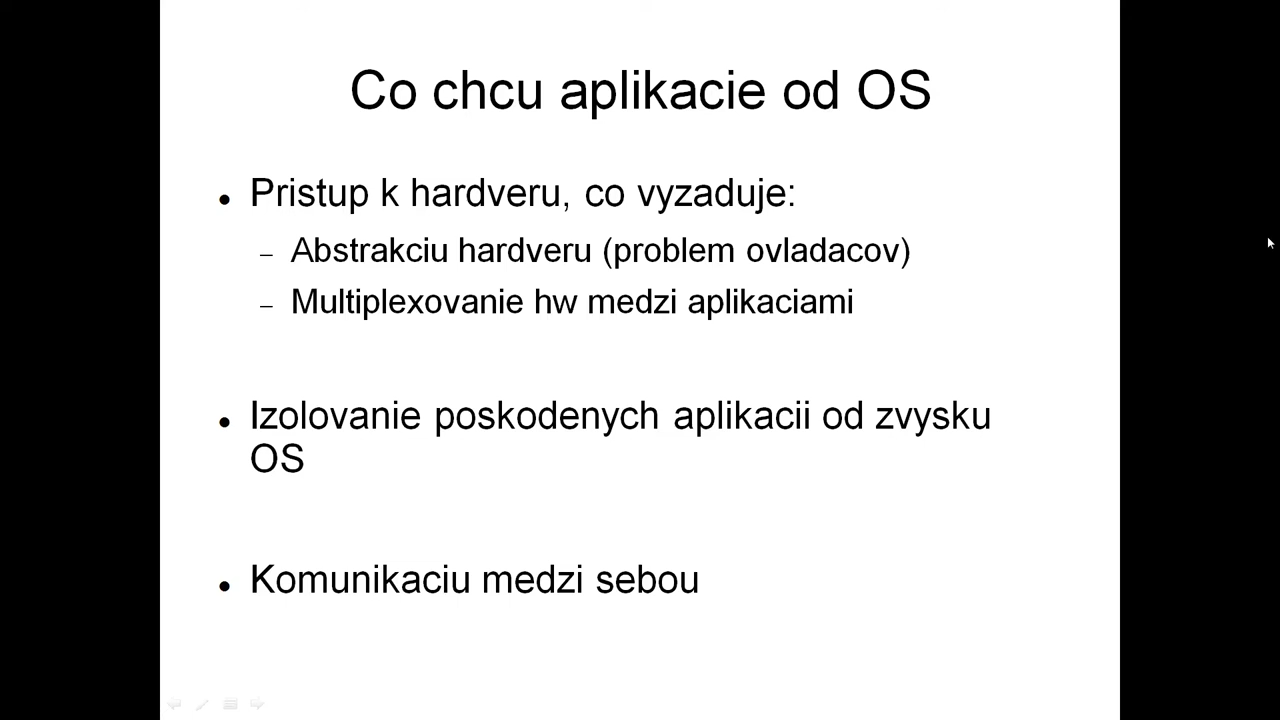 Co chcu aplikacie od OS
● Pristup k hardveru, co vyzaduje:
– Abstrakciu hardveru (problem ovladacov)
– Multiplexovanie hw medzi aplikaciami
● Izolovanie poskodenych aplikacii od zvysku
OS
● Komunikaciu medzi sebou